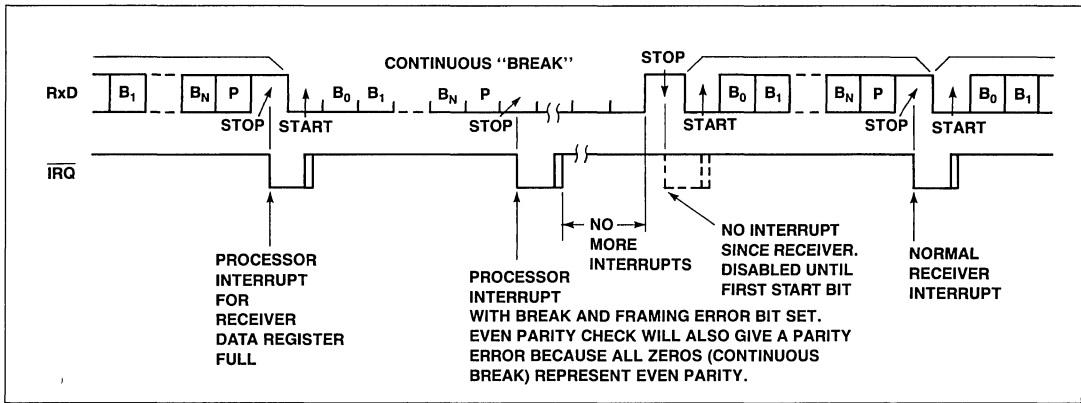 CONTINUOUS "BREAK"
STOP
RxD
B1
BN
P
B0
B1
BN
P
B0
B1
BN
P
B0
B1
STOP
START
STOP
START
STOP
START
IRQ
NO
MORE
INTERRUPTS
NO INTERRUPT
SINCE RECEIVER.
DISABLED UNTIL
FIRST START BIT
NORMAL
RECEIVER
INTERRUPT
PROCESSOR
INTERRUPT
FOR
RECEIVER
DATA REGISTER
FULL
PROCESSOR
INTERRUPT
WITH BREAK AND FRAMING ERROR BIT SET.
EVEN PARITY CHECK WILL ALSO GIVE A PARITY
ERROR BECAUSE ALL ZEROS (CONTINUOUS
BREAK) REPRESENT EVEN PARITY.